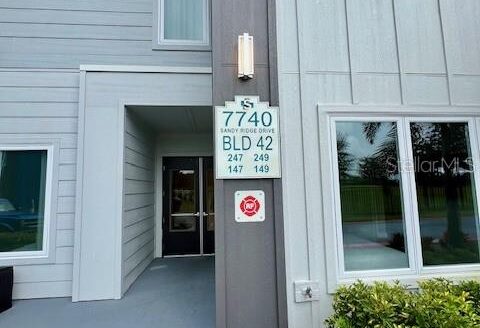 S
7740
SANDY RIDGE DRIVE
BLD 42
247 249
147 149
RF
Stellar MLS